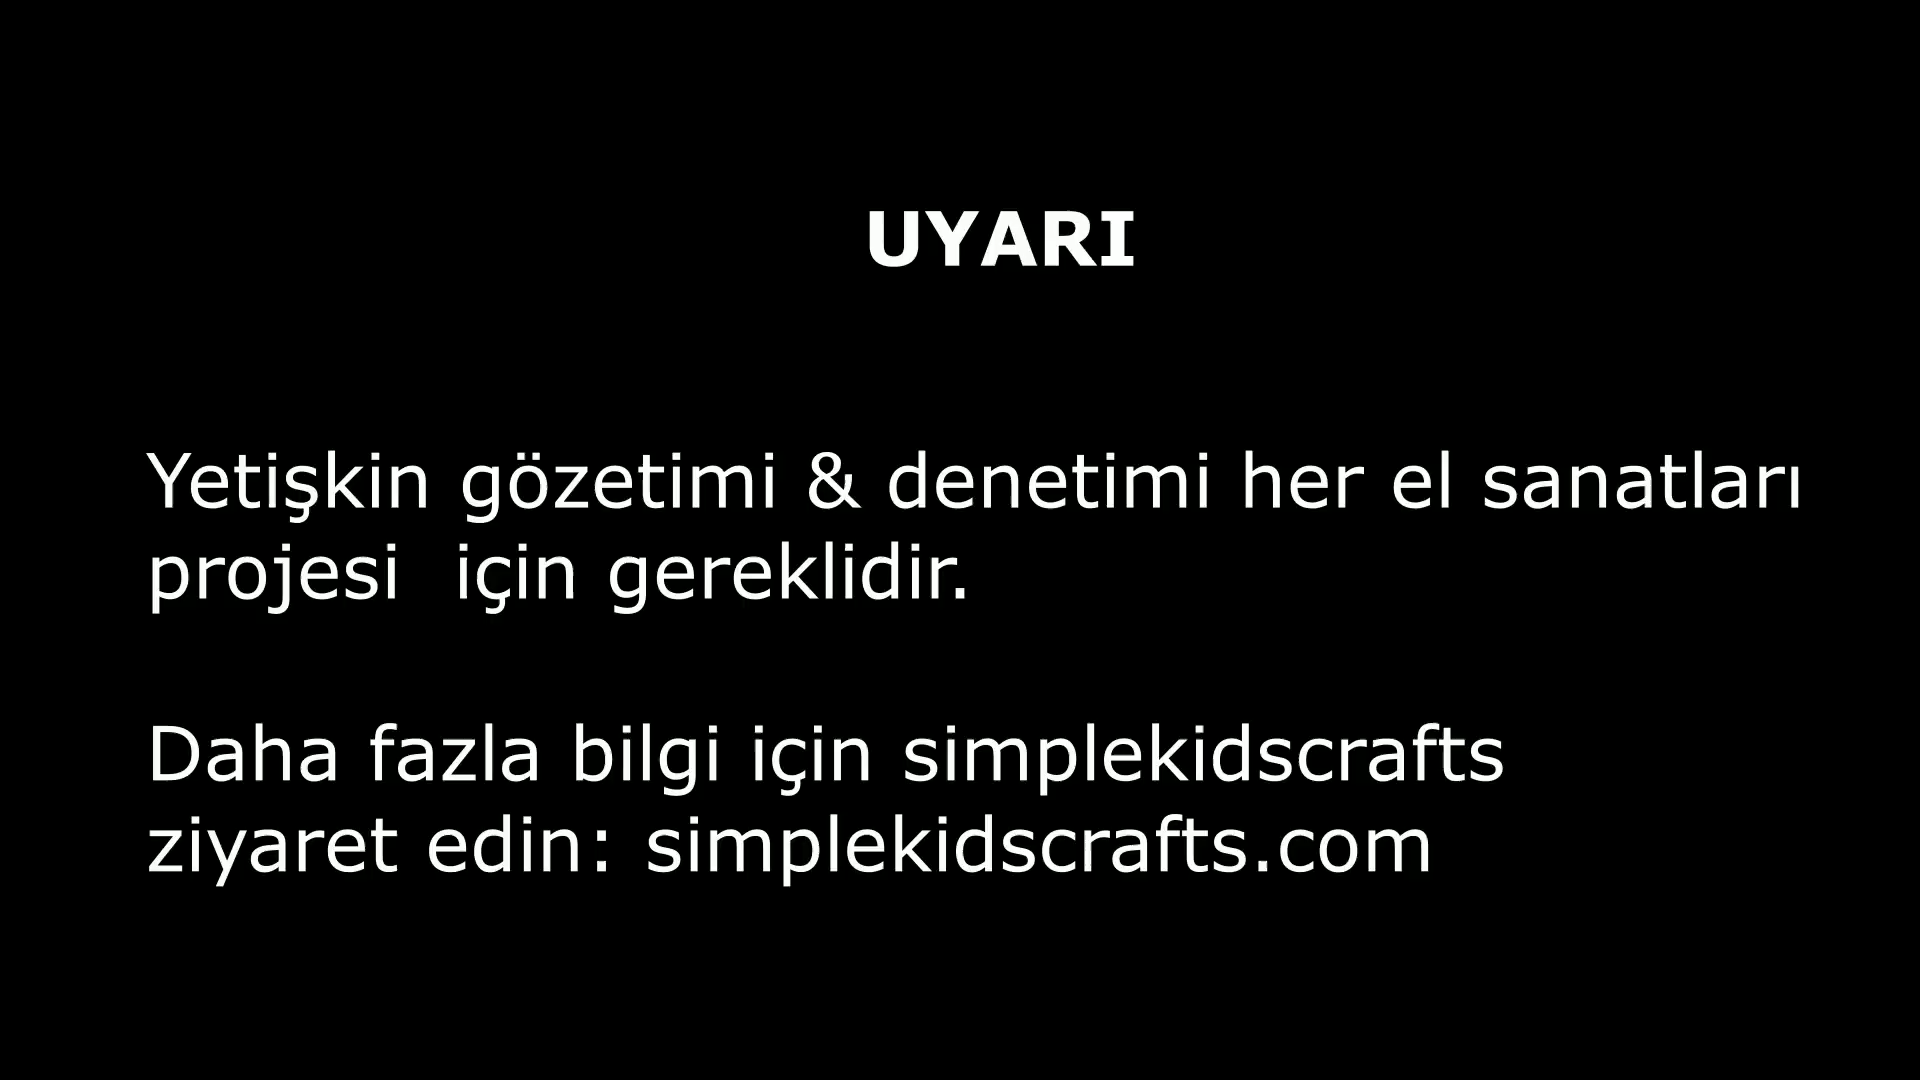 UYARI
Yetişkin gözetimi & denetimi her el sanatları
projesi  için gereklidir.
Daha fazla bilgi için simplekidscrafts
ziyaret edin: simplekidscrafts.com